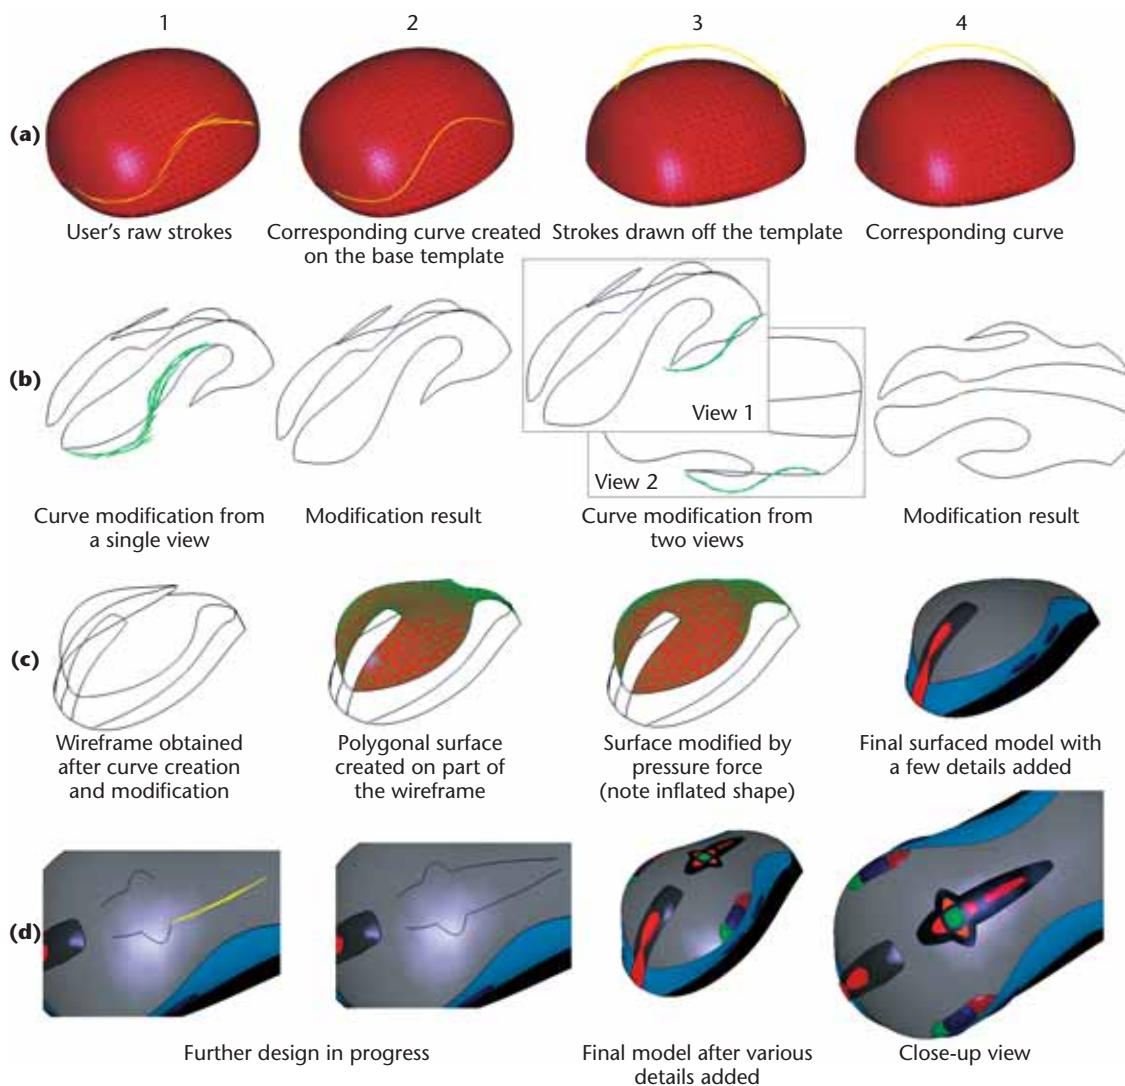 1 2 3 4
(a)
User's raw strokes
Corresponding curve created
on the base template
Strokes drawn off the template
Corresponding curve
(b)
View 1
View 2
Curve modification from
a single view
Modification result
Curve modification from
two views
Modification result
(c)
Wireframe obtained
after curve creation
and modification
Polygonal surface
created on part of
the wireframe
Surface modified by
pressure force
(note inflated shape)
Final surfaced model with
a few details added
(d)
Further design in progress
Final model after various
details added
Close-up view